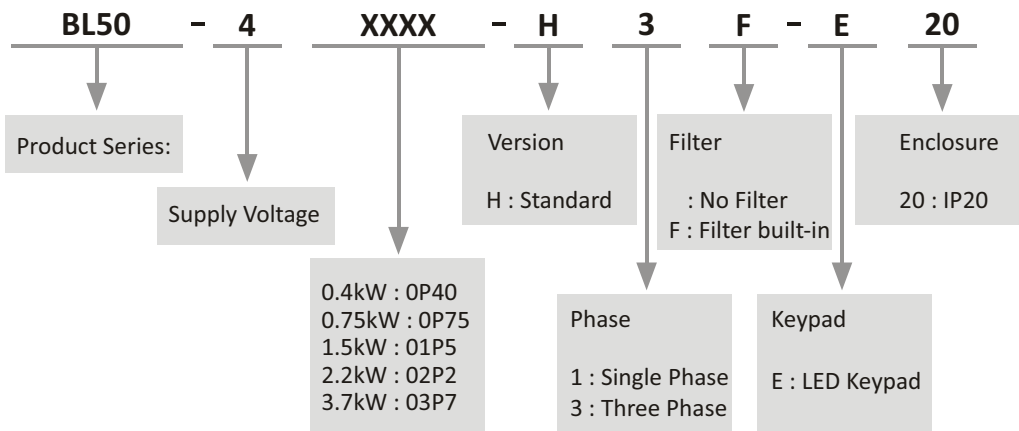 BL50 - 4 XXXX - H 3 F - E 20
Product Series:
Supply Voltage
0.4kW : 0P40
0.75kW : 0P75
1.5kW : 01P5
2.2kW : 02P2
3.7kW : 03P7
Version
H : Standard
Phase
1 : Single Phase
3 : Three Phase
Filter
: No Filter
F : Filter built-in
Keypad
E : LED Keypad
Enclosure
20 : IP20